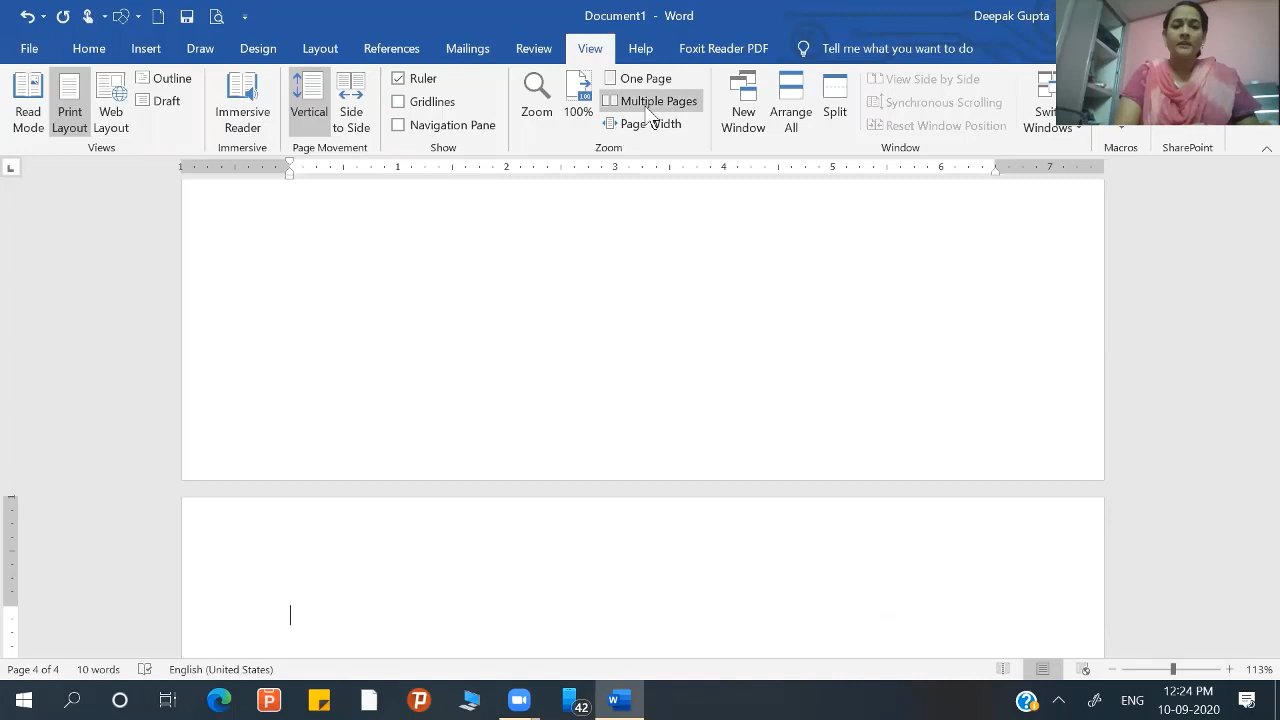 Document1 - Word
Deepak Gupta
File Home Insert Draw Design Layout References Mailings Review View Help Foxit Reader PDF Tell me what you want to do
Read Mode
Print Layout
Web Layout
Outline
Draft
Views
Immersive Reader
Immersive
Vertical
Side to Side
Page Movement
Ruler
Gridlines
Navigation Pane
Show
Zoom
100
100%
One Page
Multiple Pages
Page Width
Zoom
New Window
Arrange All
Split
View Side by Side
Synchronous Scrolling
Reset Window Position
Window
Macros
SharePoint
1 1 2 3 4 5 6 7
Page 4 of 4 10 words English (United States) 113%
42
ENG
12:24 PM
10-09-2020